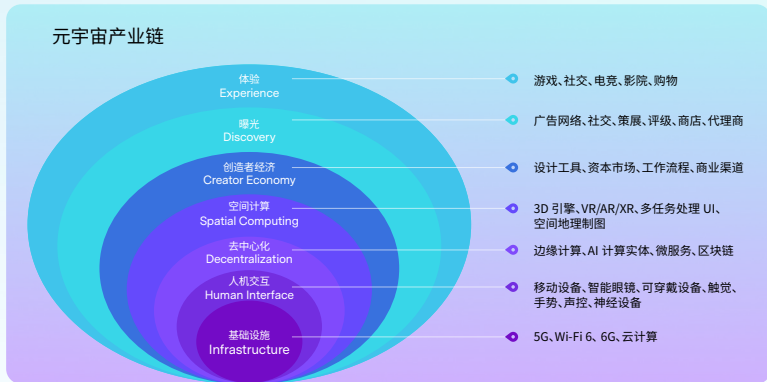 元宇宙产业链
体验
Experience
游戏、社交、电竞、影院、购物
曝光
Discovery
广告网络、社交、策展、评级、商店、代理商
创造者经济
Creator Economy
设计工具、资本市场、工作流程、商业渠道
空间计算
Spatial Computing
3D 引擎、VR/AR/XR、多任务处理 UI、
空间地理制图
去中心化
Decentralization
边缘计算、AI 计算实体、微服务、区块链
人机交互
Human Interface
移动设备、智能眼镜、可穿戴设备、触觉、
手势、声控、神经设备
基础设施
Infrastructure
5G、Wi-Fi 6、6G、云计算